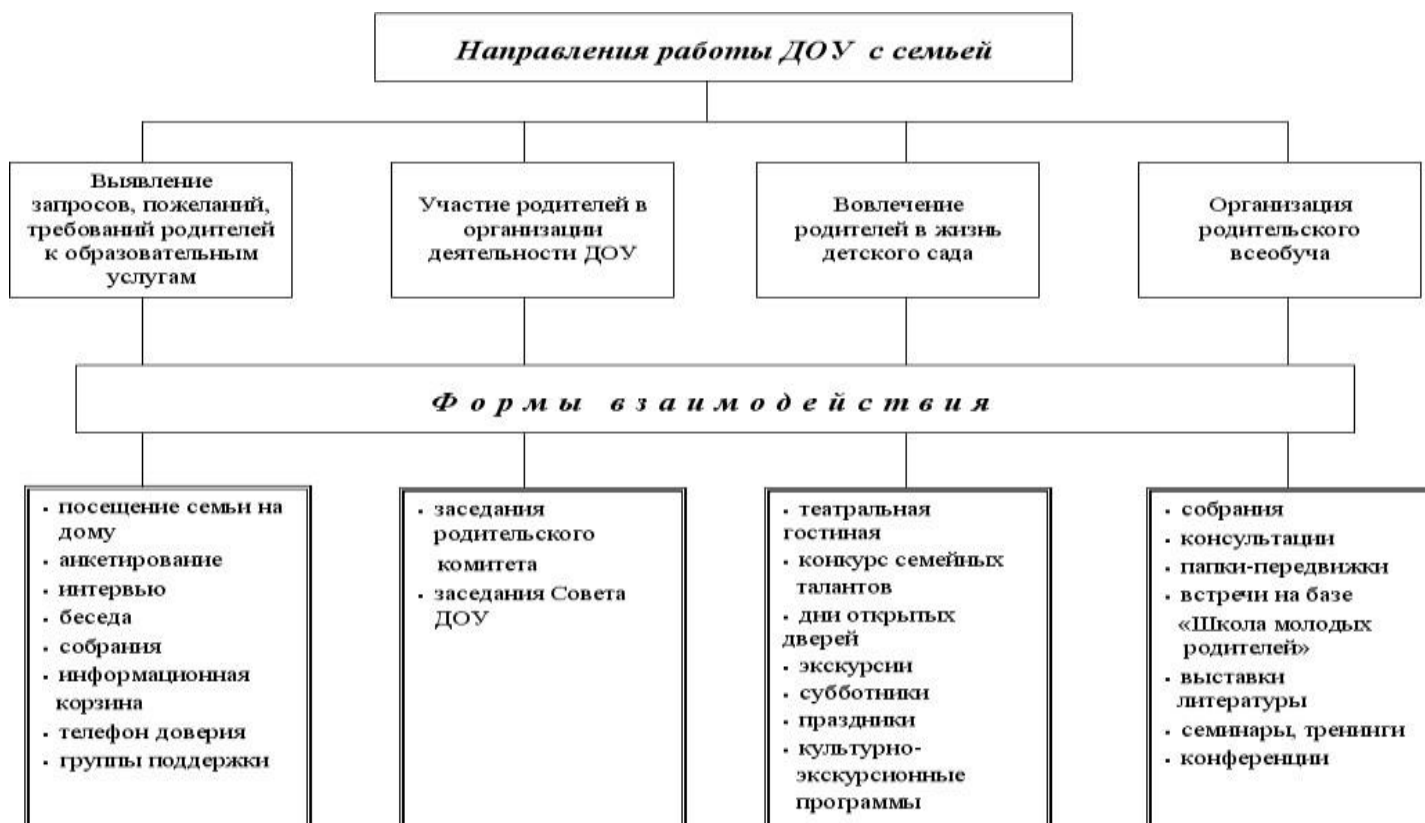 Направления работы ДОУ с семьей
Выявление
запросов, пожеланий,
требований родителей
к образовательным
услугам
Участие родителей в
организации
деятельности ДОУ
Вовлечение
родителей в жизнь
детского сада
Организация
родительского
всеобуча
Формы взаимодействия
▪ посещение семьи на
дому
▪ анкетирование
▪ интервью
▪ беседа
▪ собрания
▪ информационная
корзина
▪ телефон доверия
▪ группы поддержки
▪ заседания
родительского
комитета
▪ заседания Совета
ДОУ
▪ театральная
гостиная
▪ конкурс семейных
талантов
▪ дни открытых
дверей
▪ экскурсии
▪ субботники
▪ праздники
▪ культурно-
экскурсионные
программы
▪ собрания
▪ консультации
▪ папки-передвижки
▪ встречи на базе
«Школа молодых
родителей»
▪ выставки
литературы
▪ семинары, тренинги
▪ конференции